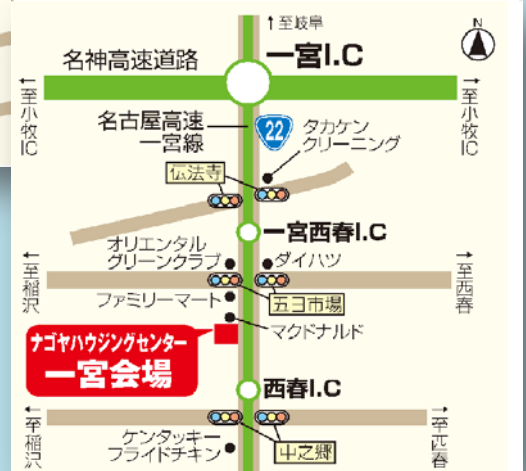 ↑至岐阜
N
名神高速道路
一宮I.C
←至小牧IC
→至小牧IC
名古屋高速
一宮線
22
タカケン
クリーニング
伝法寺
一宮西春I.C
オリエンタル
グリーンクラブ
ダイハツ
←至稲沢
→至西春
ファミリーマート
五日市場
マクドナルド
ナゴヤハウジングセンター
一宮会場
西春I.C
←至稲沢
→至西春
ケンタッキー
フライドチキン
中之郷